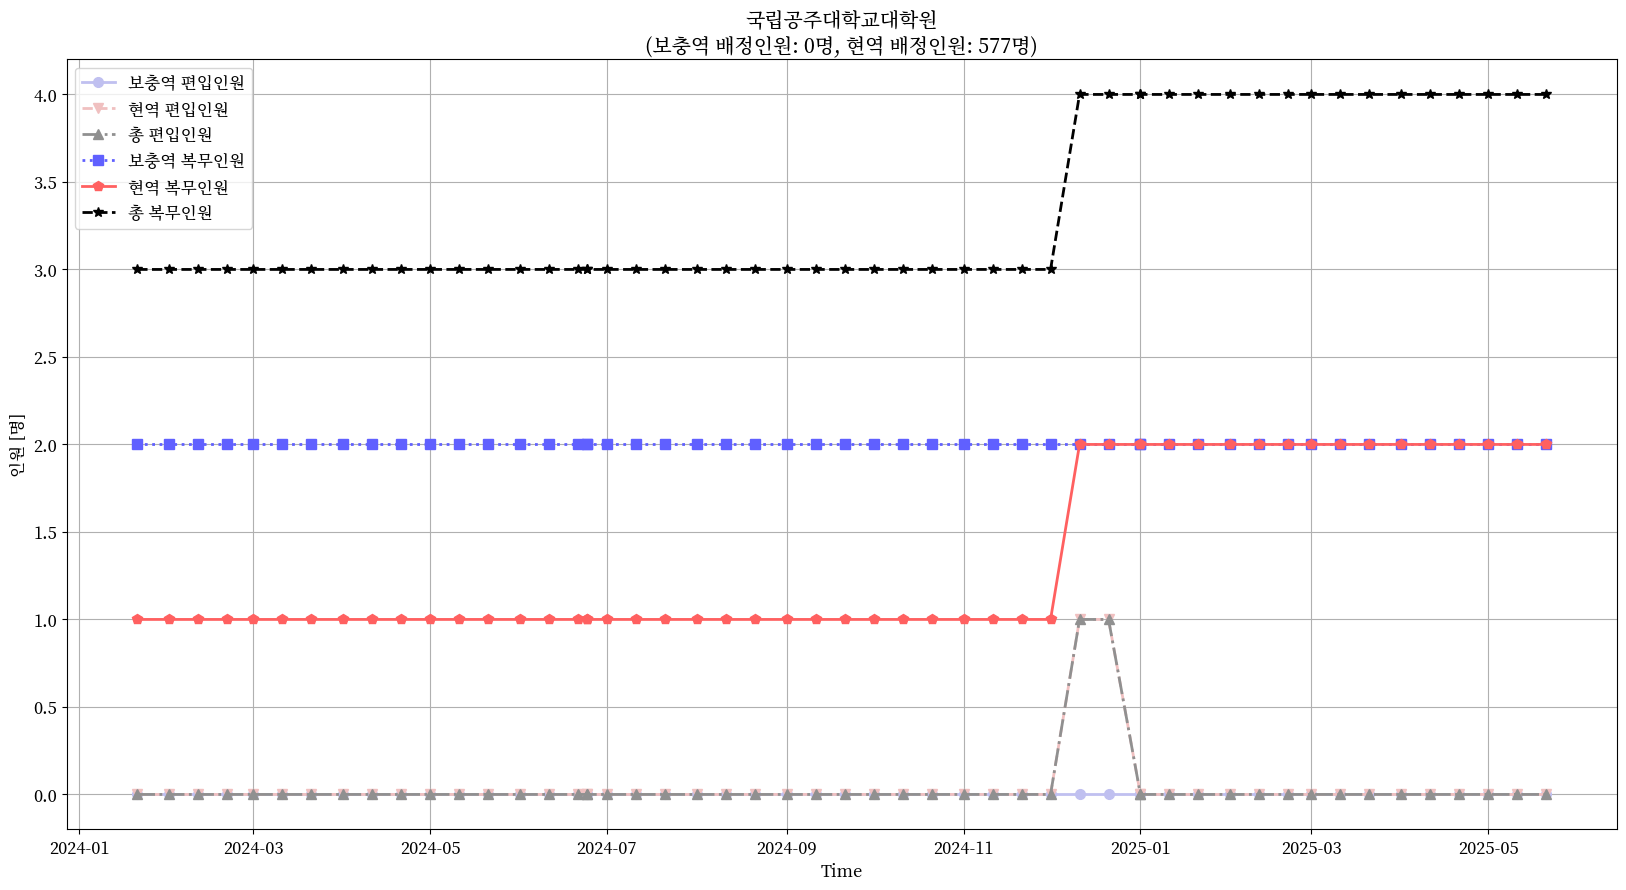 국립공주대학교대학원
(보충역 배정인원: 0명, 현역 배정인원: 577명)
보충역 편입인원
현역 편입인원
총 편입인원
보충역 복무인원
현역 복무인원
총 복무인원
인원 [명]
4.0
3.5
3.0
2.5
2.0
1.5
1.0
0.5
0.0
2024-01
2024-03
2024-05
2024-07
2024-09
2024-11
2025-01
2025-03
2025-05
Time